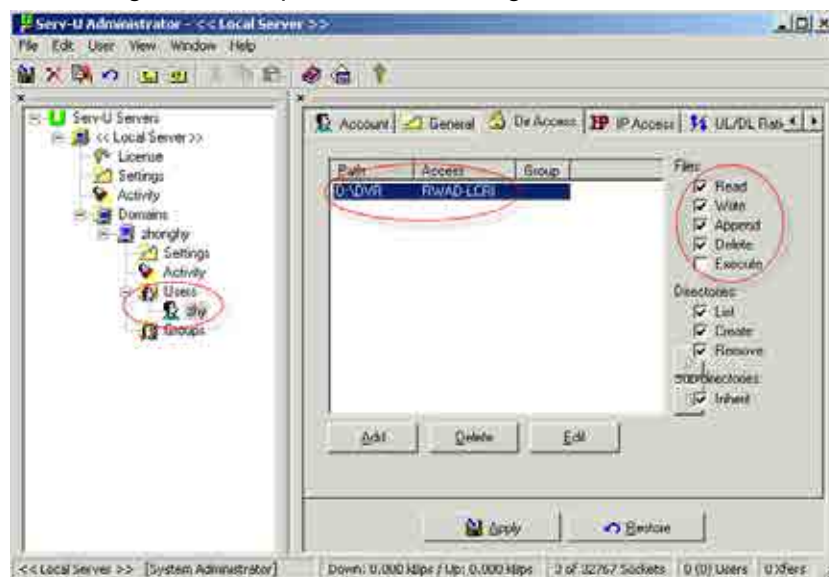 Serv-U Administrator - << Local Server >>
File Edit User View Window Help
Serv-U Servers
<< Local Server >>
License
Settings
Activity
Domains
zhonghy
Settings
Activity
Users
zhy
Groups
Account General Dir Access IP Access UL/DL Rati
Path Access Group
D:\DVR RWAD-LCRI
Files:
Read
Write
Append
Delete
Execute
Directories:
List
Create
Remove
Sub-directories:
Inherit
Add Delete Edit
Apply Restore
<< Local Server >> [System Administrator] Down: 0.000 kBps / Up: 0.000 kBps 3 of 32767 Sockets 0 (0) Users 0 Xfers